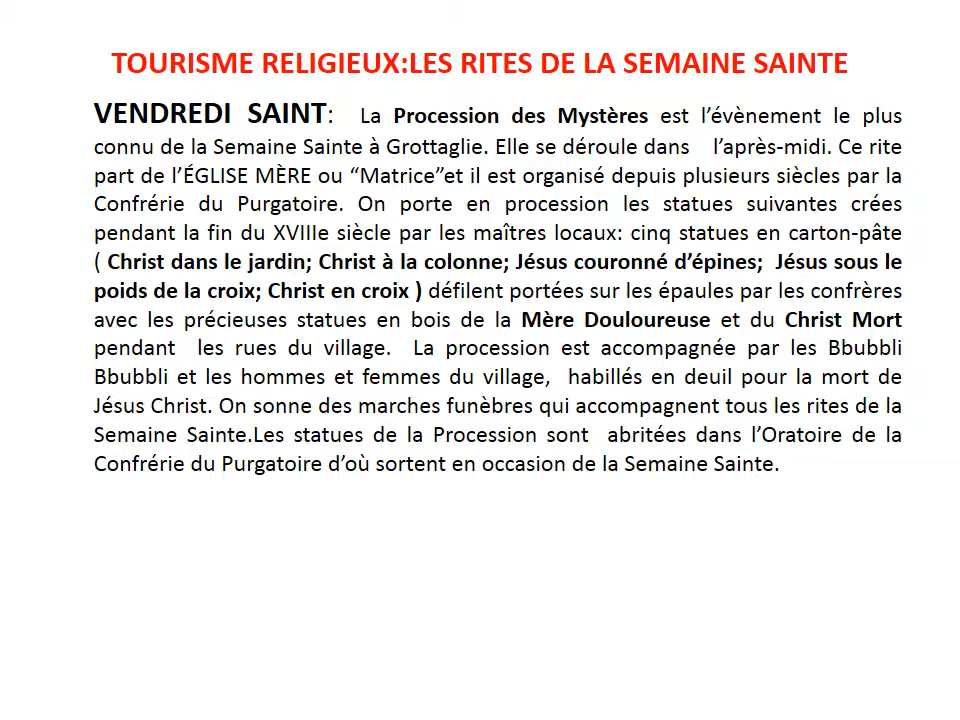 TOURISME RELIGIEUX:LES RITES DE LA SEMAINE SAINTE
VENDREDI SAINT: La Procession des Mystères est l’évènement le plus
connu de la Semaine Sainte à Grottaglie. Elle se déroule dans l’après-midi. Ce rite
part de l’ÉGLISE MÈRE ou “Matrice”et il est organisé depuis plusieurs siècles par la
Confrérie du Purgatoire. On porte en procession les statues suivantes crées
pendant la fin du XVIIIe siècle par les maîtres locaux: cinq statues en carton-pâte
( Christ dans le jardin; Christ à la colonne; Jésus couronné d’épines; Jésus sous le
poids de la croix; Christ en croix ) défilent portées sur les épaules par les confrères
avec les précieuses statues en bois de la Mère Douloureuse et du Christ Mort
pendant les rues du village. La procession est accompagnée par les Bbubbli
Bbubbli et les hommes et femmes du village, habillés en deuil pour la mort de
Jésus Christ. On sonne des marches funèbres qui accompagnent tous les rites de la
Semaine Sainte.Les statues de la Procession sont abritées dans l’Oratoire de la
Confrérie du Purgatoire d’où sortent en occasion de la Semaine Sainte.